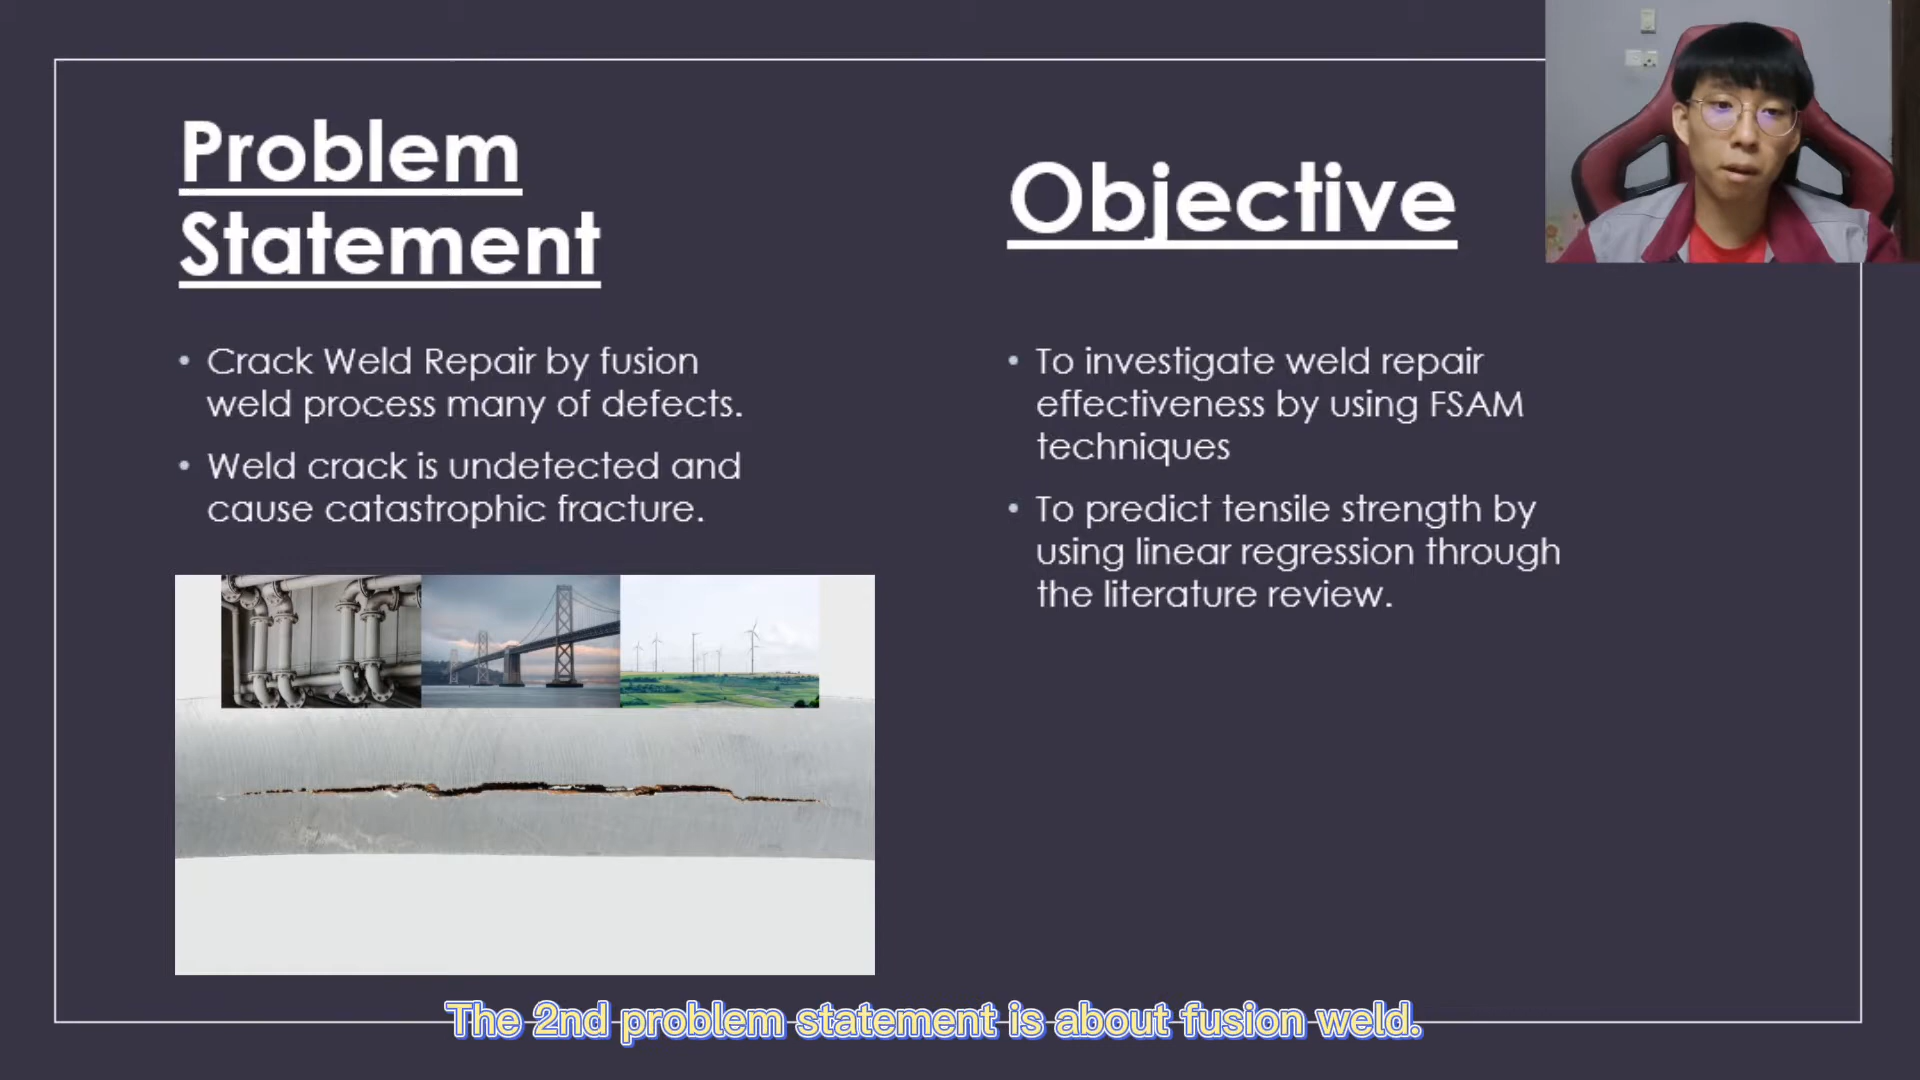 Problem
Statement
• Crack Weld Repair by fusion
weld process many of defects.
• Weld crack is undetected and
cause catastrophic fracture.
Objective
• To investigate weld repair
effectiveness by using FSAM
techniques
• To predict tensile strength by
using linear regression through
the literature review.
The 2nd problem statement is about fusion weld.